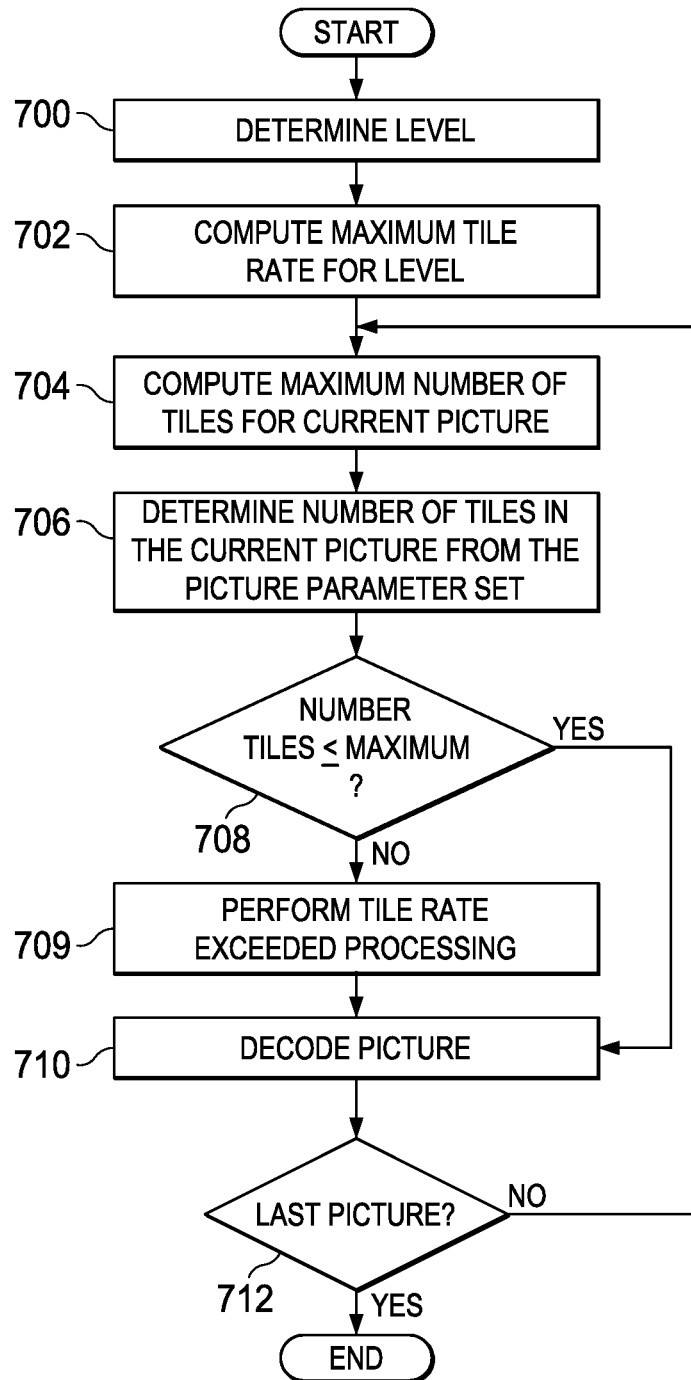 START
700
DETERMINE LEVEL
702
COMPUTE MAXIMUM TILE
RATE FOR LEVEL
704
COMPUTE MAXIMUM NUMBER OF
TILES FOR CURRENT PICTURE
706
DETERMINE NUMBER OF TILES IN
THE CURRENT PICTURE FROM THE
PICTURE PARAMETER SET
NUMBER
TILES ≤ MAXIMUM
?
YES
708
NO
709
PERFORM TILE RATE
EXCEEDED PROCESSING
710
DECODE PICTURE
LAST PICTURE?
NO
712
YES
END